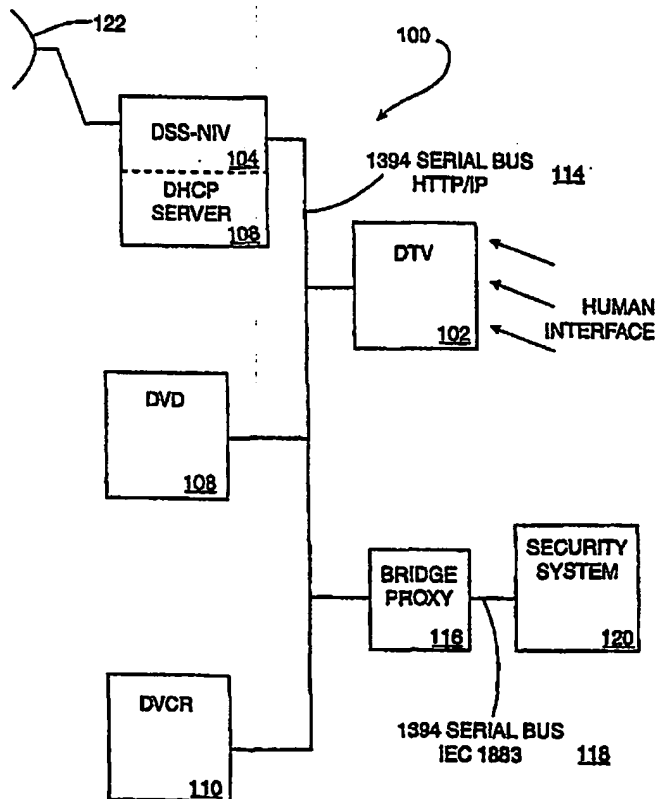 122
100
DSS-NIV
104
DHCP
SERVER
106
1394 SERIAL BUS
HTTP/IP 114
DTV
102
HUMAN
INTERFACE
DVD
108
BRIDGE
PROXY
116
SECURITY
SYSTEM
120
1394 SERIAL BUS
IEC 1883 118
DVCR
110